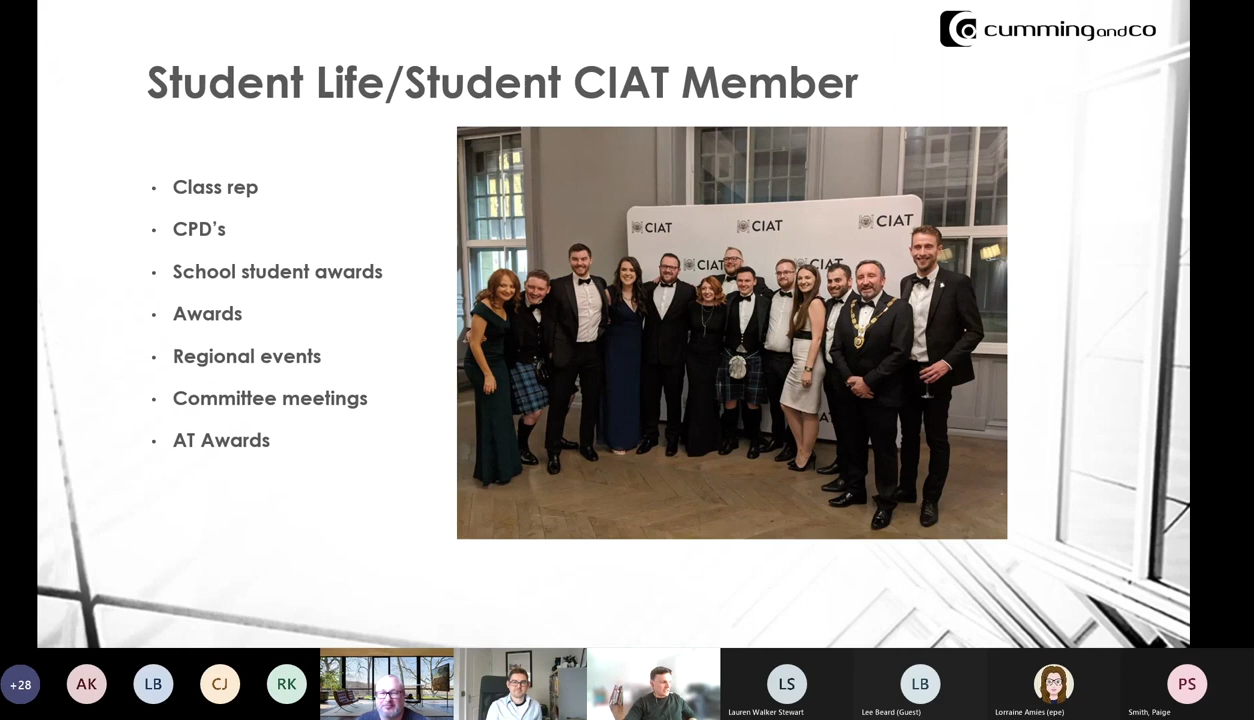 cummingandco
Student Life/Student CIAT Member
• Class rep
• CPD’s
• School student awards
• Awards
• Regional events
• Committee meetings
• AT Awards
CIAT
CIAT
CIAT
CIAT
CIAT
+28
AK
LB
CJ
RK
LS
Lauren Walker Stewart
LB
Lee Beard (Guest)
Lorraine Amies (epe)
PS
Smith, Paige